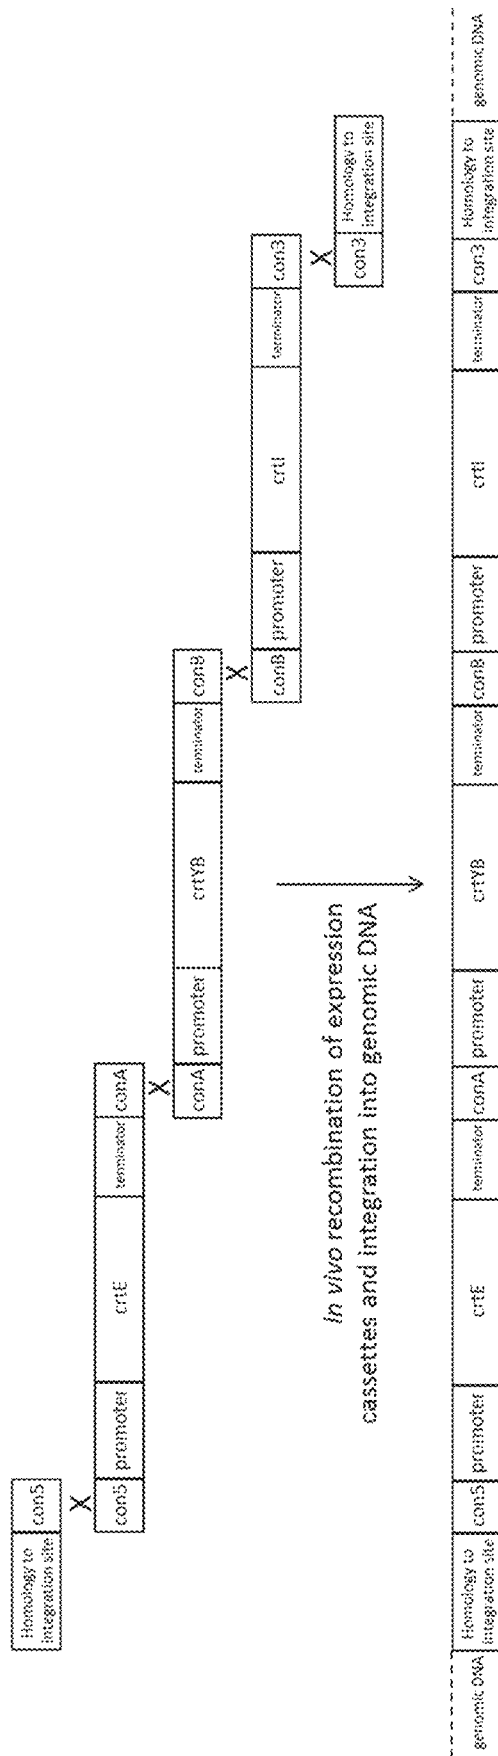 Homology to
integration site
con5
con5
promoter
crtE
terminator
conA
conA
promoter
crtYB
terminator
conB
conB
promoter
crtI
terminator
con3
con3
Homology to
integration site
X
X
X
X
In vivo recombination of expression
cassettes and integration into genomic DNA
genomic DNA
Homology to
integration site
con5
promoter
crtE
terminator
conA
promoter
crtYB
terminator
conB
promoter
crtI
terminator
con3
Homology to
integration site
genomic DNA